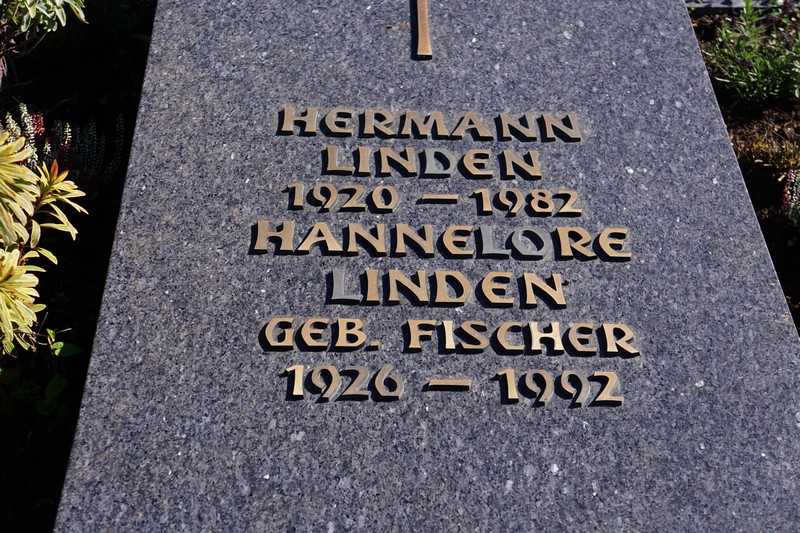 HERMANN
LINDEN
1920 – 1982
HANNELORE
LINDEN
GEB. FISCHER
1926 – 1992